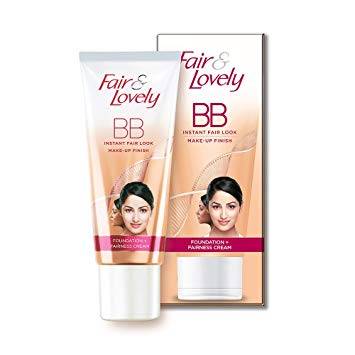 Fair &
Lovely
BB
INSTANT FAIR LOOK
MAKE-UP FINISH
FOUNDATION +
FAIRNESS CREAM
Fair &
Lovely
BB
INSTANT FAIR LOOK
MAKE-UP FINISH
FOUNDATION +
FAIRNESS CREAM